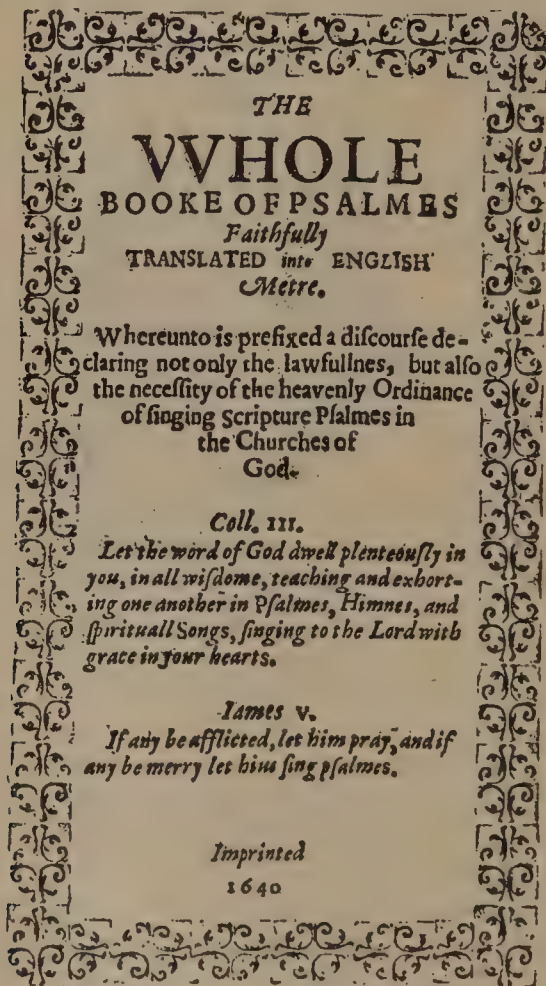 THE
VVHOLE
BOOKE OF PSALMES
Faithfully
TRANSLATED into ENGLISH
Metre.
Whereunto is prefixed a diſcourſe de-
claring not only the lawfullnes, but alſo
the neceſſity of the heavenly Ordinance
of ſinging Scripture Pſalmes in
the Churches of
God.
Coll. III.
Let the word of God dwell plenteouſly in
you, in all wiſdome, teaching and exhort-
ing one another in Pſalmes, Himnes, and
ſpirituall Songs, ſinging to the Lord with
grace in your hearts.
Iames V.
If any be afflicted, let him pray, and if
any be merry let him ſing pſalmes.
Imprinted
1640